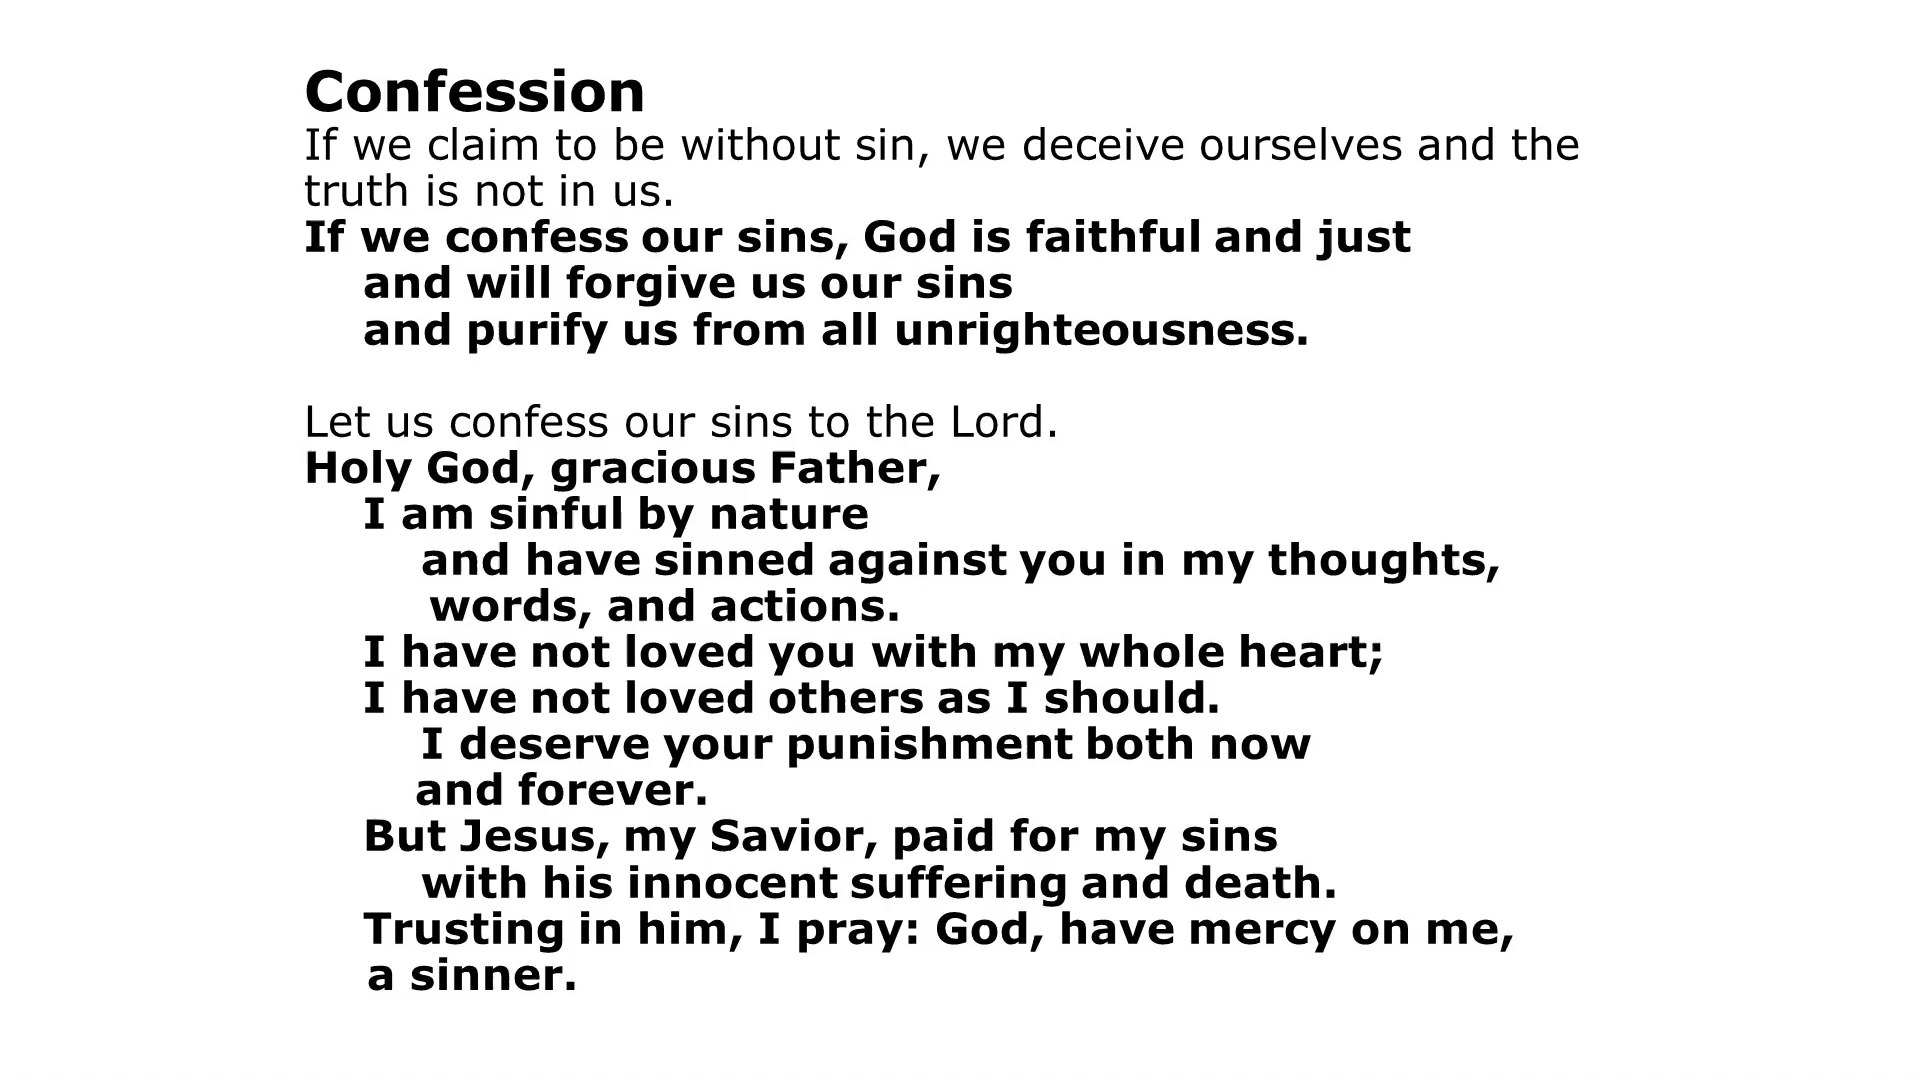 Confession
If we claim to be without sin, we deceive ourselves and the
truth is not in us.
If we confess our sins, God is faithful and just
and will forgive us our sins
and purify us from all unrighteousness.
Let us confess our sins to the Lord.
Holy God, gracious Father,
I am sinful by nature
and have sinned against you in my thoughts,
words, and actions.
I have not loved you with my whole heart;
I have not loved others as I should.
I deserve your punishment both now
and forever.
But Jesus, my Savior, paid for my sins
with his innocent suffering and death.
Trusting in him, I pray: God, have mercy on me,
a sinner.